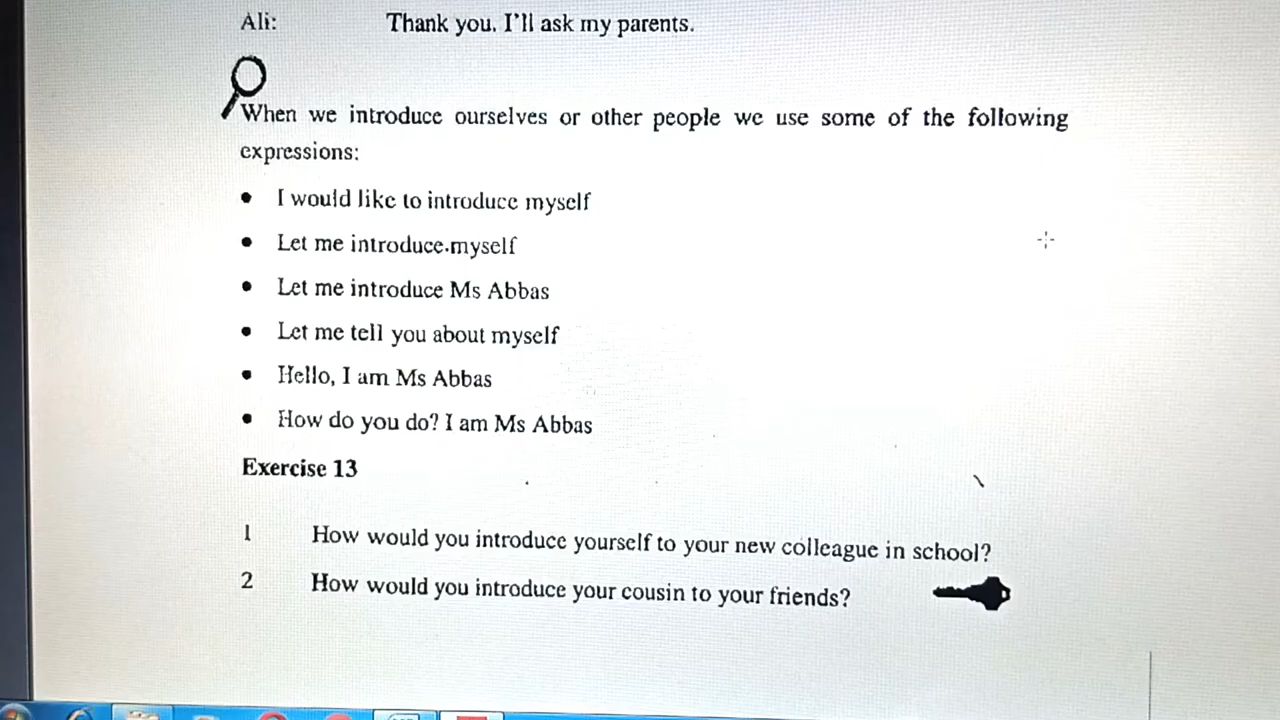 Ali: Thank you. I'll ask my parents.
When we introduce ourselves or other people we use some of the following
expressions:
• I would like to introduce myself
• Let me introduce.myself
• Let me introduce Ms Abbas
• Let me tell you about myself
• Hello, I am Ms Abbas
• How do you do? I am Ms Abbas
Exercise 13
1 How would you introduce yourself to your new colleague in school?
2 How would you introduce your cousin to your friends?